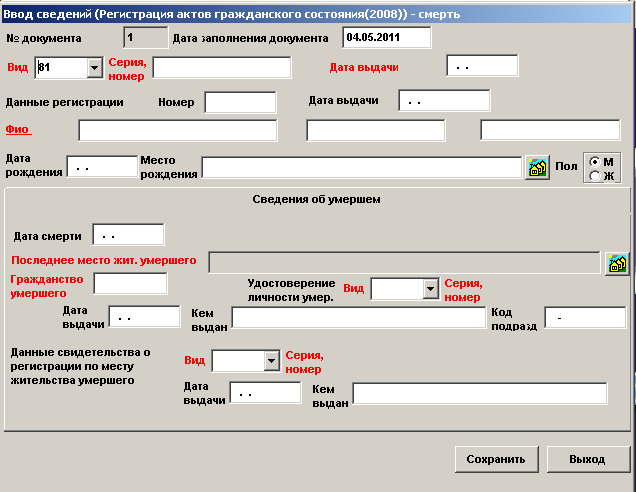 Ввод сведений (Регистрация актов гражданского состояния(2008)) - смерть
№ документа 1 Дата заполнения документа 04.05.2011
Вид 81 Серия, номер Дата выдачи . .
Данные регистрации Номер Дата выдачи . .
Фио
Дата рождения . . Место рождения Пол М
Ж
Сведения об умершем
Дата смерти . .
Последнее место жит. умершего
Гражданство умершего Удостоверение личности умер. Вид Серия, номер
Дата выдачи . . Кем выдан Код подразд -
Данные свидетельства о регистрации по месту жительства умершего Вид Серия, номер
Дата выдачи . . Кем выдан
Сохранить Выход